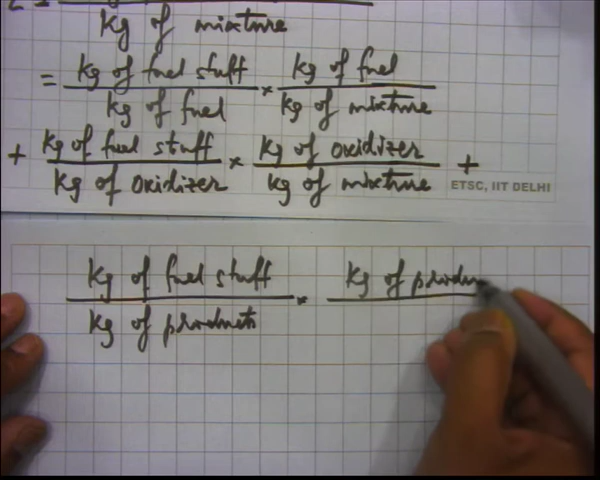 kg of mixture
= kg of fuel stuff / kg of fuel × kg of fuel / kg of mixture
+ kg of fuel stuff / kg of oxidizer × kg of oxidizer / kg of mixture +
ETSC, IIT DELHI
kg of fuel stuff / kg of products × kg of produ